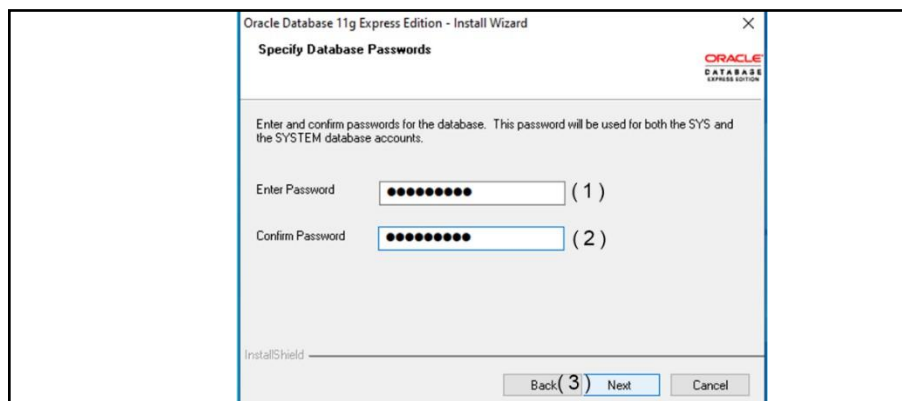 Oracle Database 11g Express Edition - Install Wizard
Specify Database Passwords
ORACLE
DATABASE
EXPRESS EDITION
Enter and confirm passwords for the database. This password will be used for both the SYS and
the SYSTEM database accounts.
Enter Password ●●●●●●●●● (1)
Confirm Password ●●●●●●●●● (2)
InstallShield
Back (3) Next Cancel